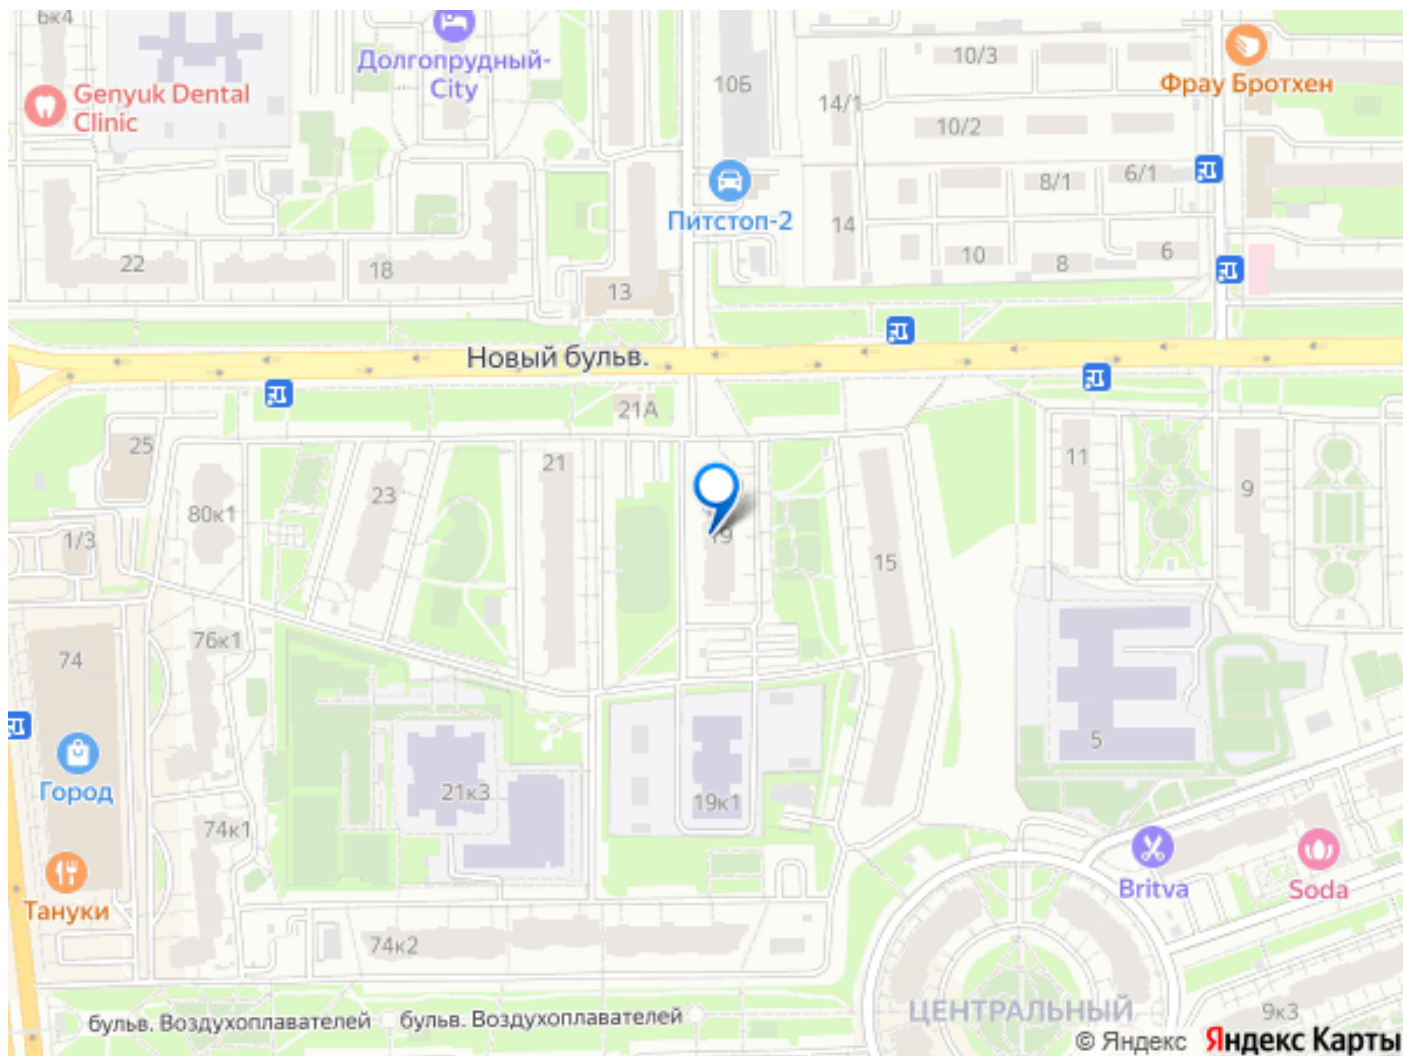 6к4
Долгопрудный-
City
Genyuk Dental
Clinic
10Б
14/1
10/3
10/2
Фрау Бротхен
8/1
6/1
Питстоп-2
14
10
8
6
22
18
13
Новый бульв.
21А
25
21
23
80к1
1/3
19
15
11
9
76к1
74
5
Город
21к3
19к1
74к1
Britva
Soda
Тануки
74к2
ЦЕНТРАЛЬНЫЙ
9к3
бульв. Воздухоплавателей
бульв. Воздухоплавателей
© Яндекс Яндекс Карты